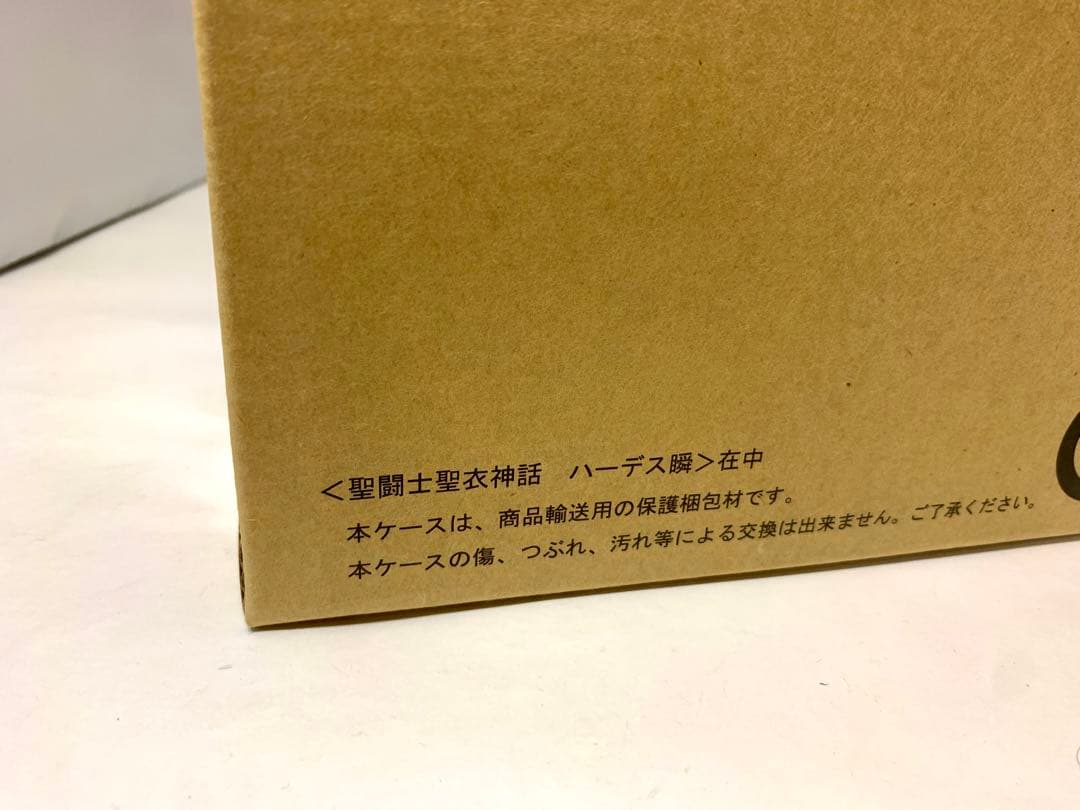 ＜聖闘士聖衣神話　ハーデス瞬＞在中
本ケースは、商品輸送用の保護梱包材です。
本ケースの傷、つぶれ、汚れ等による交換は出来ません。ご了承ください。